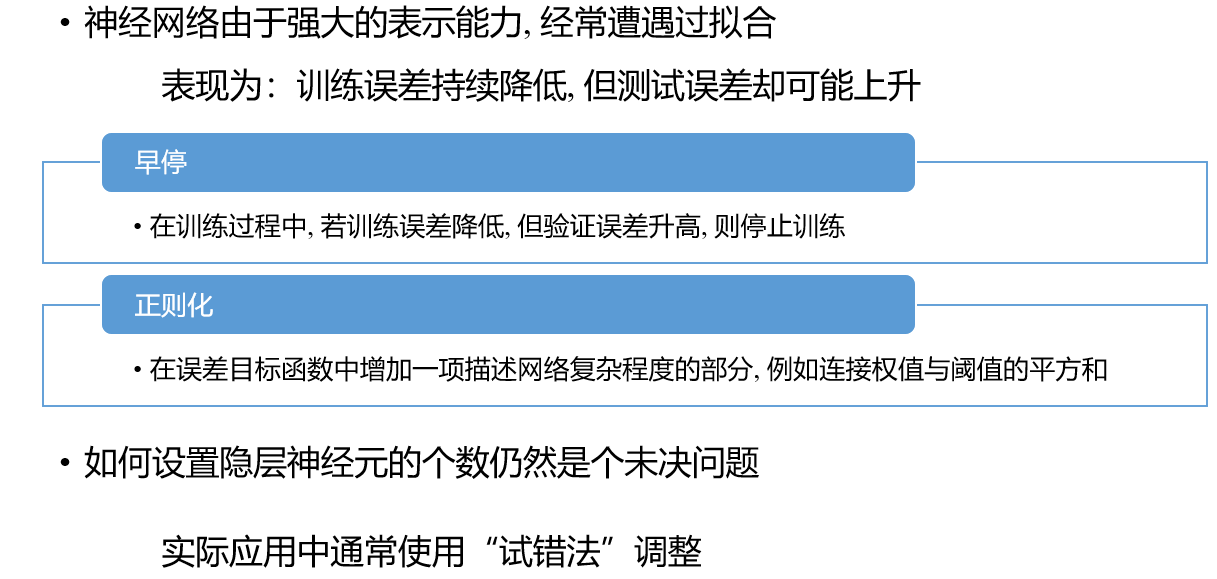 • 神经网络由于强大的表示能力, 经常遭遇过拟合
表现为：训练误差持续降低, 但测试误差却可能上升
早停
• 在训练过程中, 若训练误差降低, 但验证误差升高, 则停止训练
正则化
• 在误差目标函数中增加一项描述网络复杂程度的部分, 例如连接权值与阈值的平方和
• 如何设置隐层神经元的个数仍然是个未决问题
实际应用中通常使用“试错法”调整